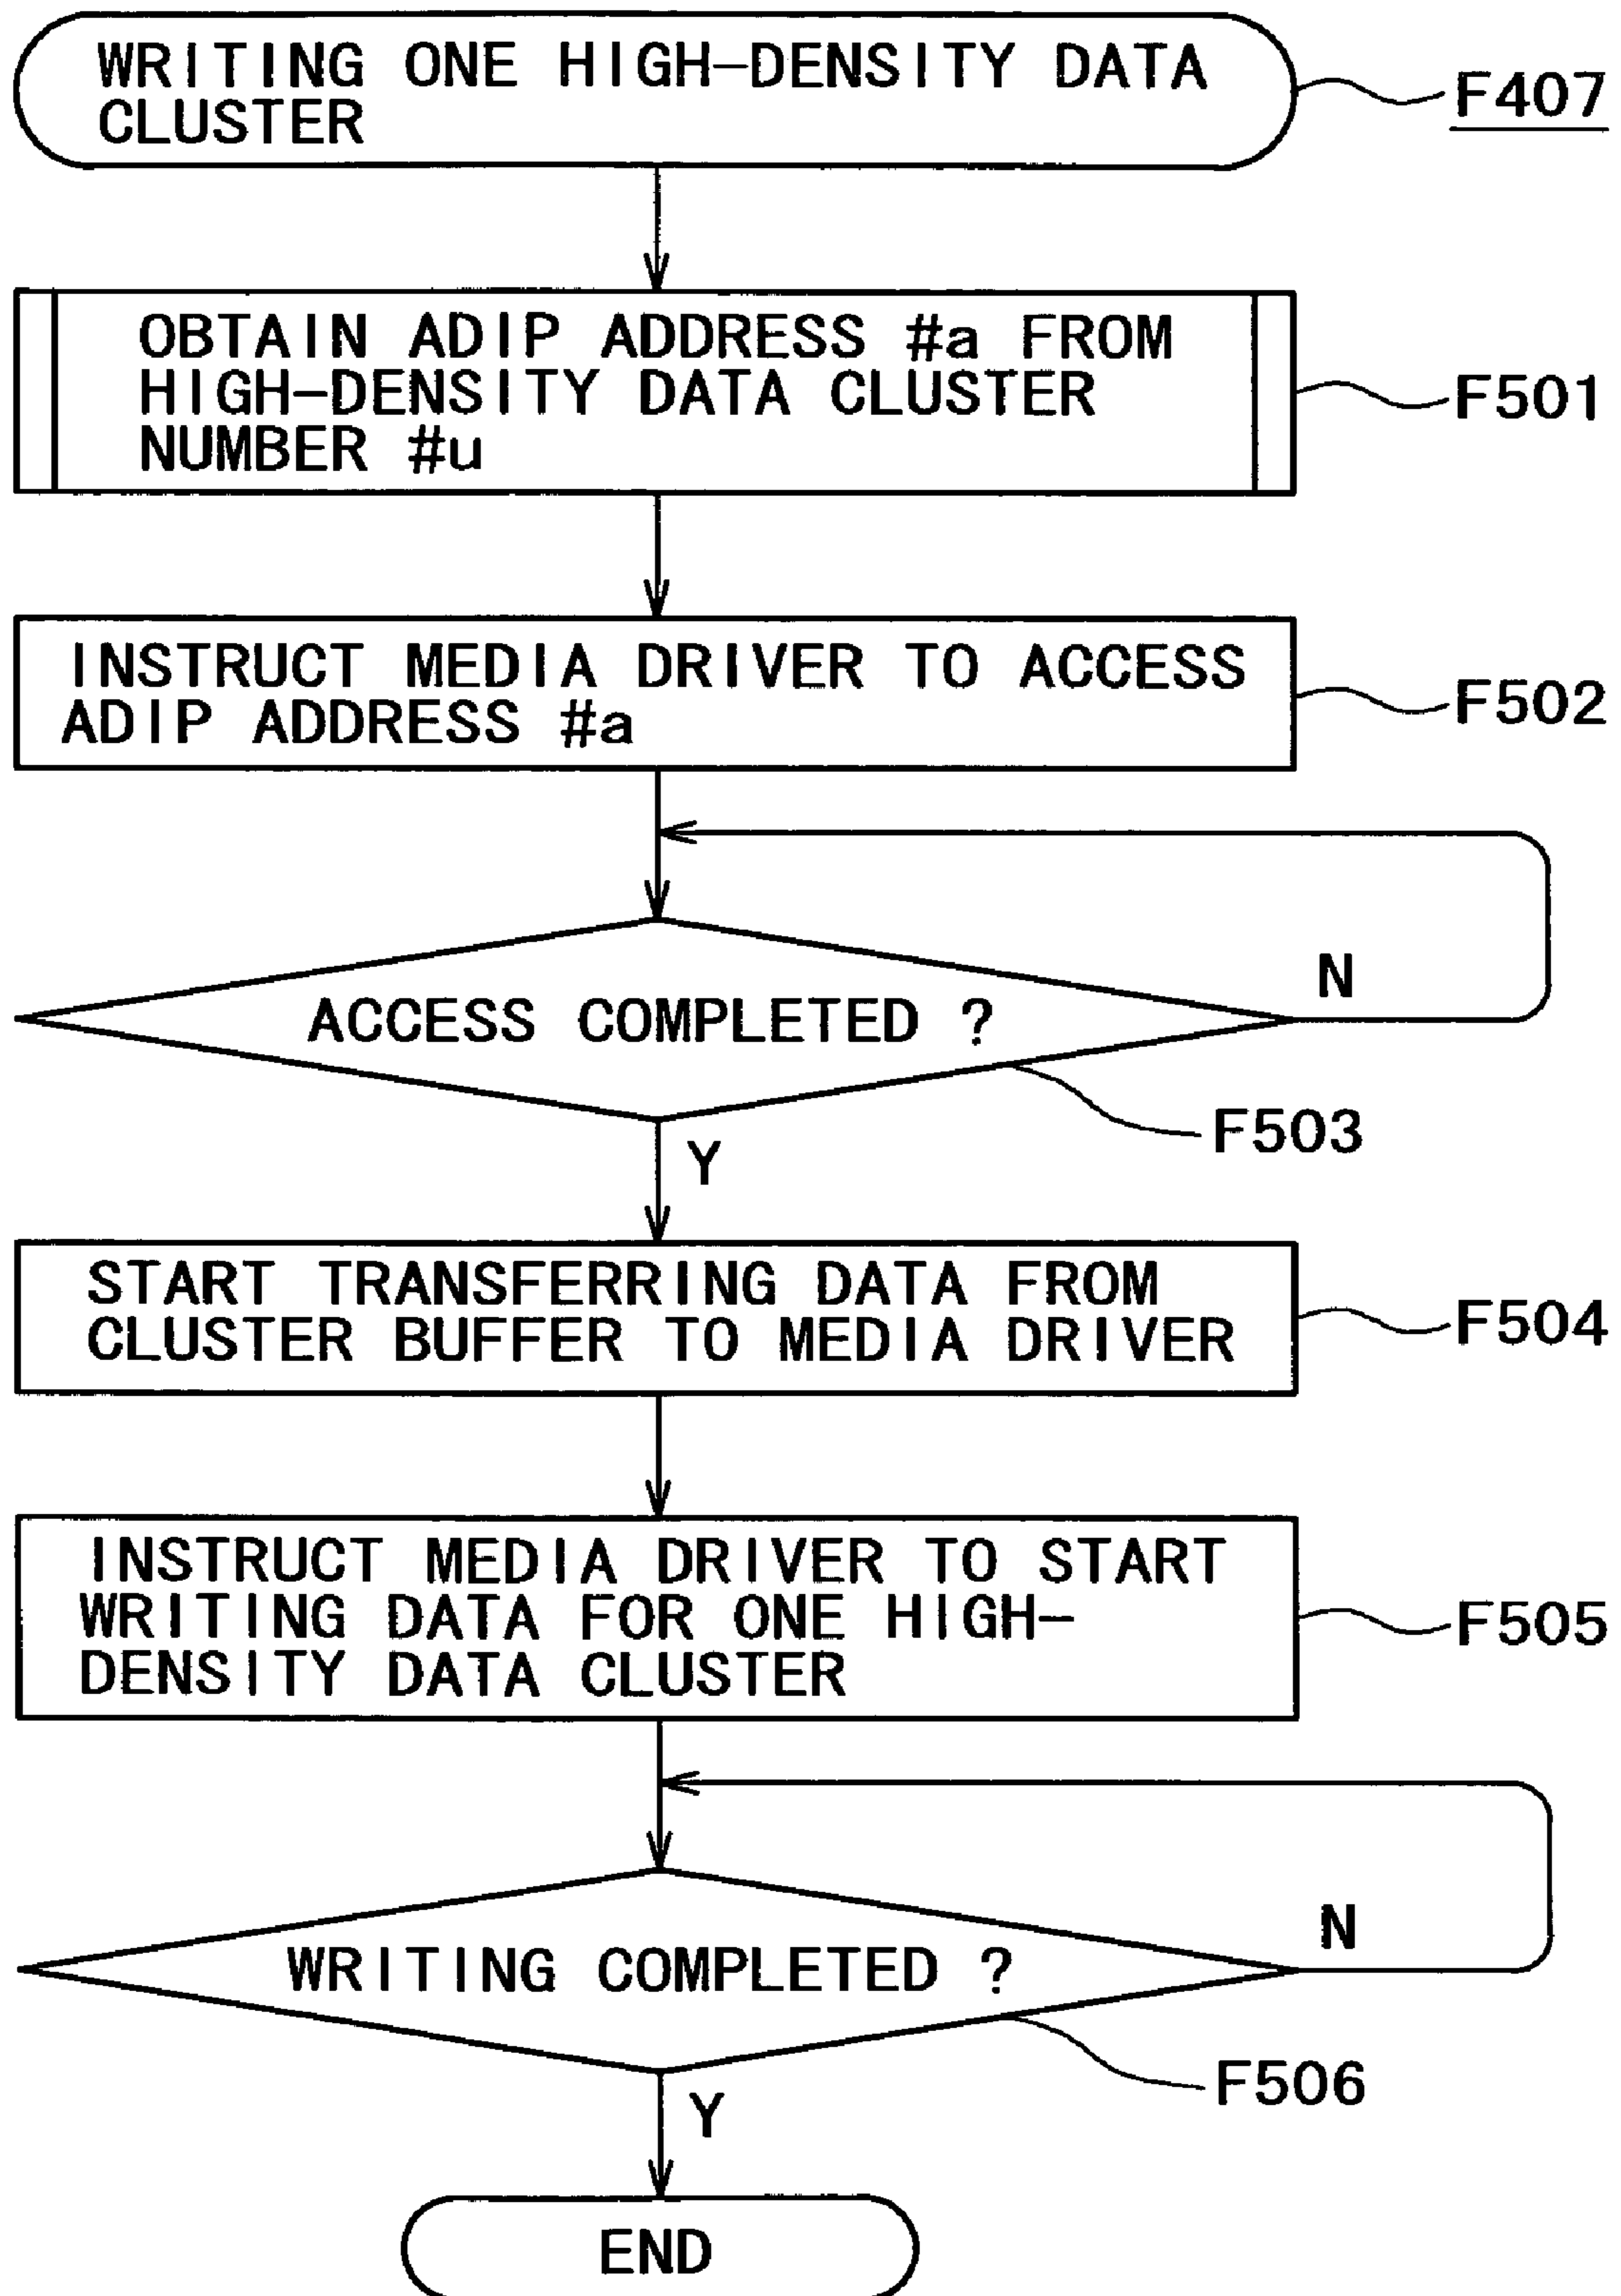 WRITING ONE HIGH-DENSITY DATA
CLUSTER
F407
OBTAIN ADIP ADDRESS #a FROM
HIGH-DENSITY DATA CLUSTER
NUMBER #u
F501
INSTRUCT MEDIA DRIVER TO ACCESS
ADIP ADDRESS #a
F502
N
ACCESS COMPLETED ?
F503
Y
START TRANSFERRING DATA FROM
CLUSTER BUFFER TO MEDIA DRIVER
F504
INSTRUCT MEDIA DRIVER TO START
WRITING DATA FOR ONE HIGH-
DENSITY DATA CLUSTER
F505
N
WRITING COMPLETED ?
F506
Y
END